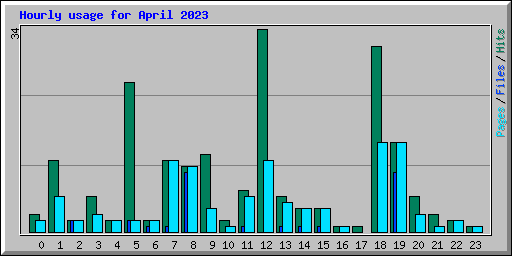 Hourly usage for April 2023
34
Pages / Files / Hits
0 1 2 3 4 5 6 7 8 9 10 11 12 13 14 15 16 17 18 19 20 21 22 23